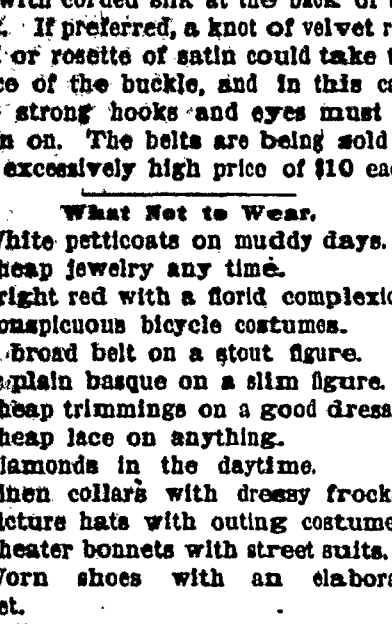 with corded silk at the back of t
. If preferred, a knot of velvet r
or rosette of satin could take t
ce of the buckle, and in this ca
strong hooks and eyes must
n on. The belts are being sold
excessively high price of $10 eac
What Not to Wear.
White petticoats on muddy days.
heap jewelry any time.
right red with a florid complexio
onspicuous bicycle costumes.
broad belt on a stout figure.
plain basque on a slim figure.
heap trimmings on a good dress
heap lace on anything.
iamonds in the daytime.
inen collars with dressy frock
icture hats with outing costume
heater bonnets with street suits.
Worn shoes with an elabora
et.